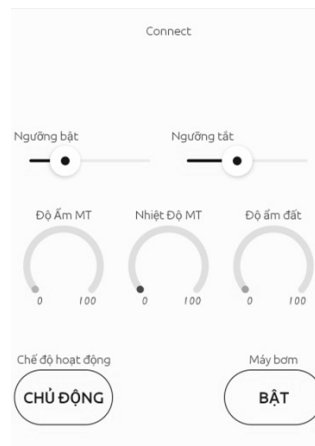 Connect
Ngưỡng bật Ngưỡng tắt
Độ Ẩm MT Nhiệt Độ MT Độ ẩm đất
0 100 0 100 0 100
Chế độ hoạt động Máy bơm
CHỦ ĐỘNG BẬT